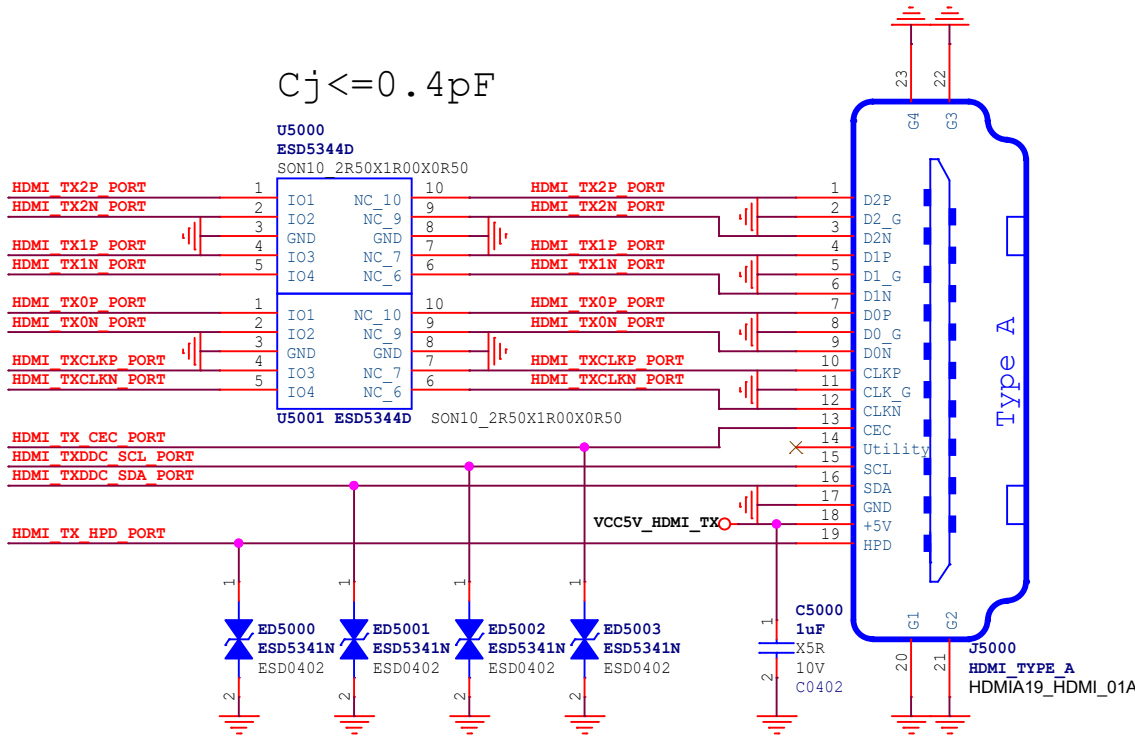 23
22
G4
G3
Cj<=0.4pF
U5000
ESD5344D
SON10_2R50X1R00X0R50
HDMI_TX2P_PORT
1
IO1
NC_10
10
HDMI_TX2P_PORT
1
D2P
HDMI_TX2N_PORT
2
IO2
NC_9
9
HDMI_TX2N_PORT
2
D2_G
3
GND
GND
8
3
D2N
HDMI_TX1P_PORT
4
IO3
NC_7
7
HDMI_TX1P_PORT
4
D1P
HDMI_TX1N_PORT
5
IO4
NC_6
6
HDMI_TX1N_PORT
5
D1_G
6
D1N
HDMI_TX0P_PORT
1
IO1
NC_10
10
HDMI_TX0P_PORT
7
D0P
HDMI_TX0N_PORT
2
IO2
NC_9
9
HDMI_TX0N_PORT
8
D0_G
3
GND
GND
8
9
D0N
HDMI_TXCLKP_PORT
4
IO3
NC_7
7
HDMI_TXCLKP_PORT
10
CLKP
HDMI_TXCLKN_PORT
5
IO4
NC_6
6
HDMI_TXCLKN_PORT
11
CLK_G
12
CLKN
U5001 ESD5344D
SON10_2R50X1R00X0R50
13
CEC
HDMI_TX_CEC_PORT
14
Utility
HDMI_TXDDC_SCL_PORT
15
SCL
HDMI_TXDDC_SDA_PORT
16
SDA
17
GND
VCC5V_HDMI_TX
18
+5V
HDMI_TX_HPD_PORT
19
HPD
Type A
1
2
ED5000
ESD5341N
ESD0402
1
2
ED5001
ESD5341N
ESD0402
1
2
ED5002
ESD5341N
ESD0402
1
2
ED5003
ESD5341N
ESD0402
1
2
C5000
1uF
X5R
10V
C0402
G1
G2
20
21
J5000
HDMI_TYPE_A
HDMIA19_HDMI_01A